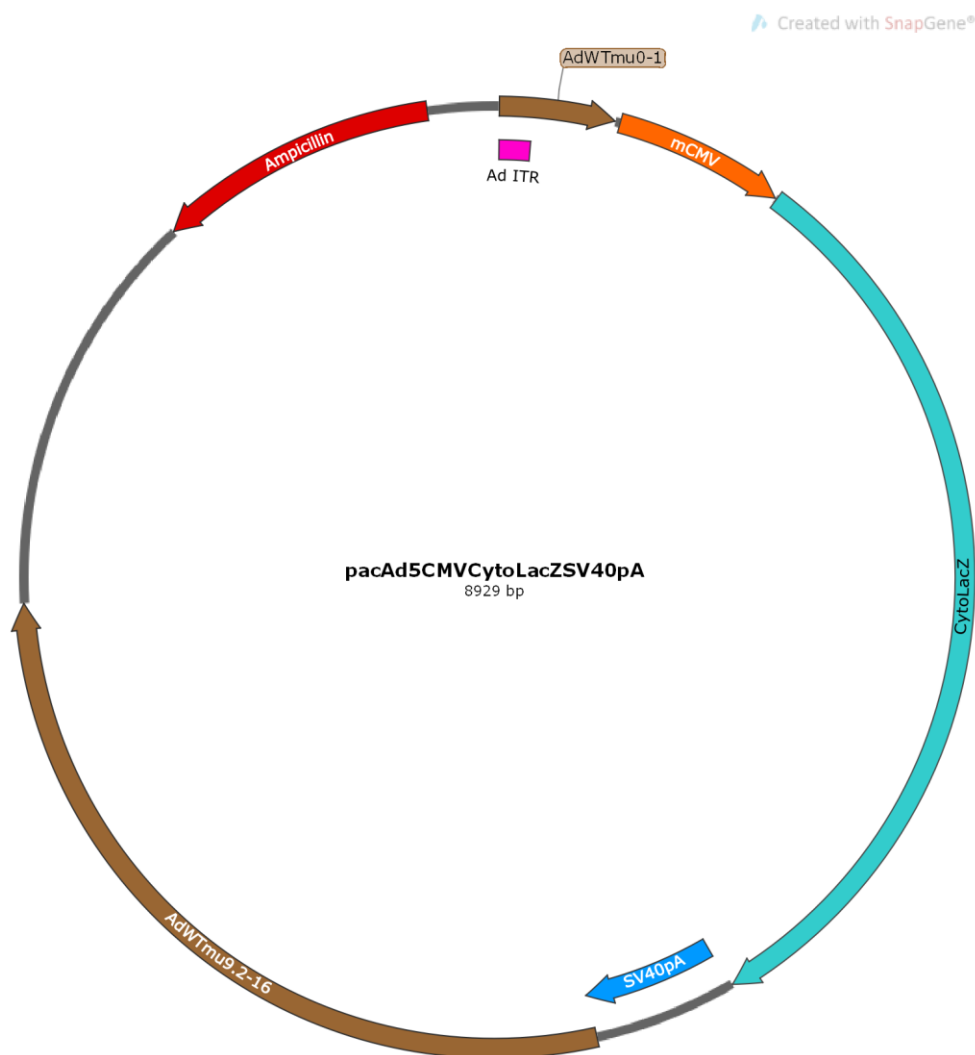 Created with SnapGene®
AdWTmu0-1
Ampicillin
mCMV
Ad ITR
pacAd5CMVCytoLacZSV40pA
8929 bp
CytoLacZ
SV40pA
AdWTmu9.2-16